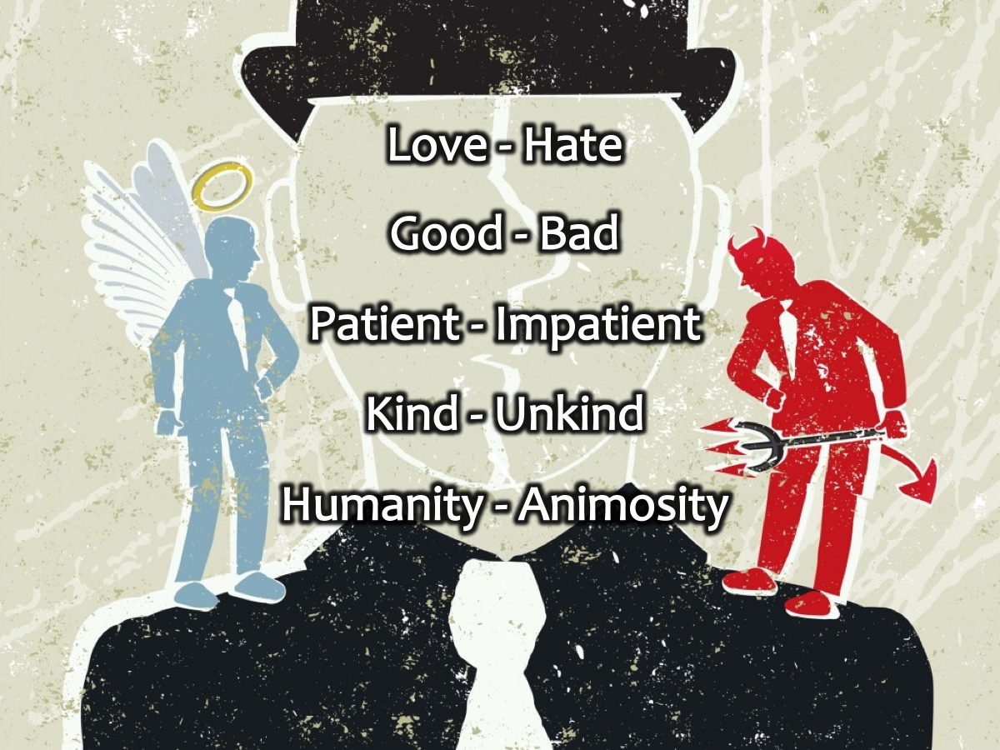 Love - Hate
Good - Bad
Patient - Impatient
Kind - Unkind
Humanity - Animosity